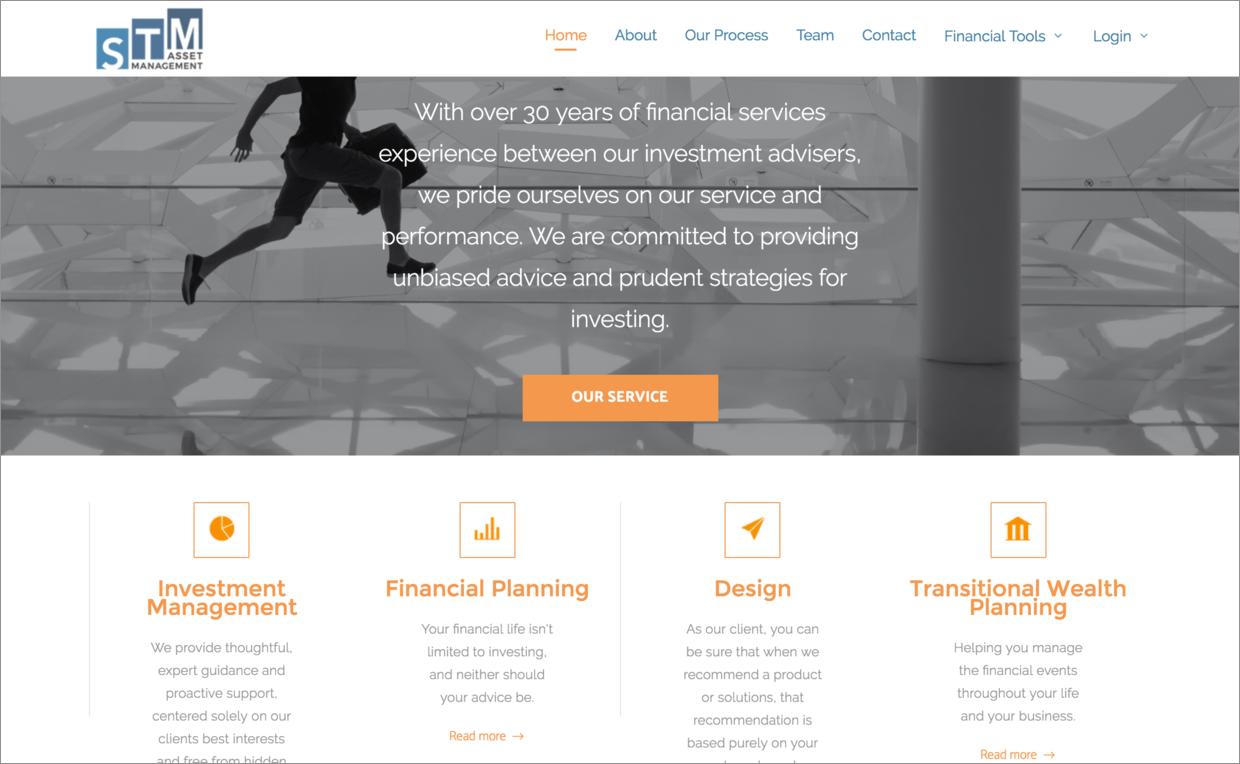 STM
ASSET
MANAGEMENT
Home
About
Our Process
Team
Contact
Financial Tools
Login
With over 30 years of financial services
experience between our investment advisers,
we pride ourselves on our service and
performance. We are committed to providing
unbiased advice and prudent strategies for
investing.
OUR SERVICE
Investment
Management
We provide thoughtful,
expert guidance and
proactive support,
centered solely on our
clients best interests
and free from hidden
Financial Planning
Your financial life isn't
limited to investing,
and neither should
your advice be.
Read more →
Design
As our client, you can
be sure that when we
recommend a product
or solutions, that
recommendation is
based purely on your
Transitional Wealth
Planning
Helping you manage
the financial events
throughout your life
and your business.
Read more →